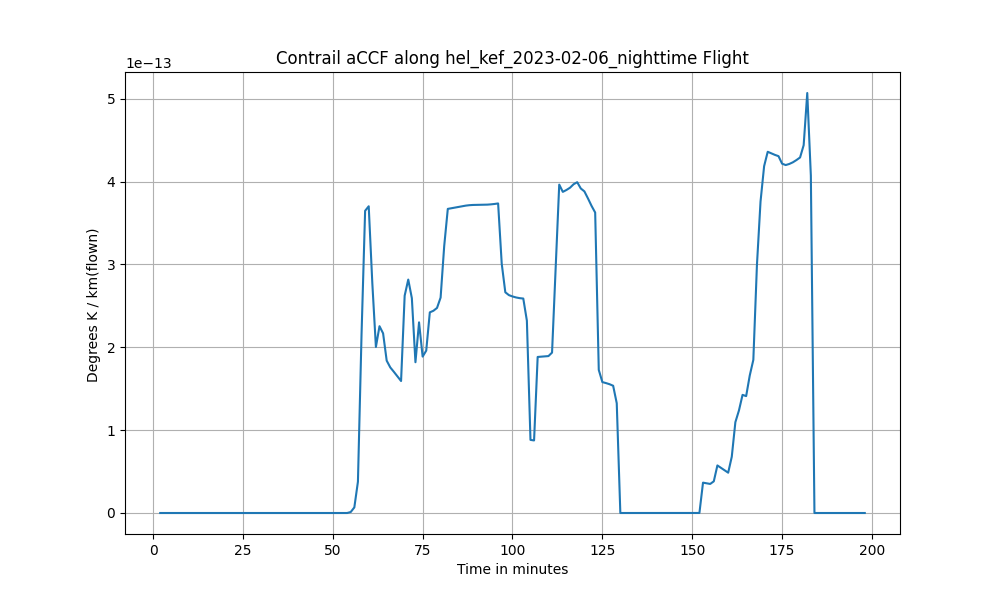 Contrail aCCF along hel_kef_2023-02-06_nighttime Flight
1e−13
5
4
3
2
1
0
Degrees K / km(flown)
0 25 50 75 100 125 150 175 200
Time in minutes